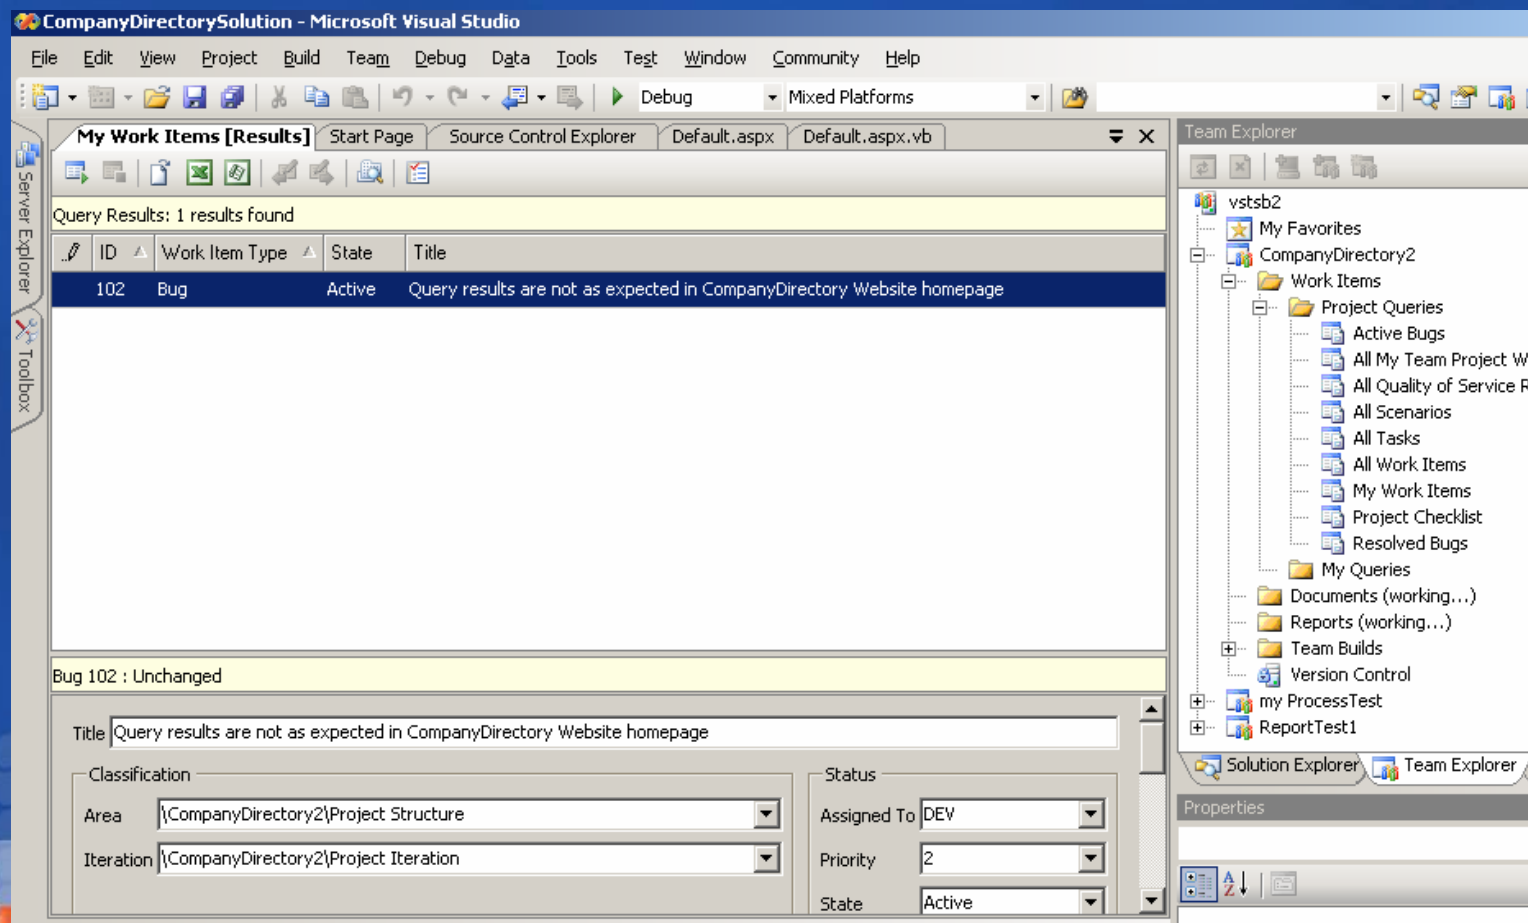 CompanyDirectorySolution - Microsoft Visual Studio
File Edit View Project Build Team Debug Data Tools Test Window Community Help
Debug Mixed Platforms
My Work Items [Results] Start Page Source Control Explorer Default.aspx Default.aspx.vb
Server Explorer
Toolbox
Query Results: 1 results found
ID Work Item Type State Title
102 Bug Active Query results are not as expected in CompanyDirectory Website homepage
Bug 102 : Unchanged
Title Query results are not as expected in CompanyDirectory Website homepage
Classification
Area \CompanyDirectory2\Project Structure
Iteration \CompanyDirectory2\Project Iteration
Status
Assigned To DEV
Priority 2
State Active
Team Explorer
vstsb2
My Favorites
CompanyDirectory2
Work Items
Project Queries
Active Bugs
All My Team Project W
All Quality of Service R
All Scenarios
All Tasks
All Work Items
My Work Items
Project Checklist
Resolved Bugs
My Queries
Documents (working...)
Reports (working...)
Team Builds
Version Control
my ProcessTest
ReportTest1
Solution Explorer Team Explorer
Properties